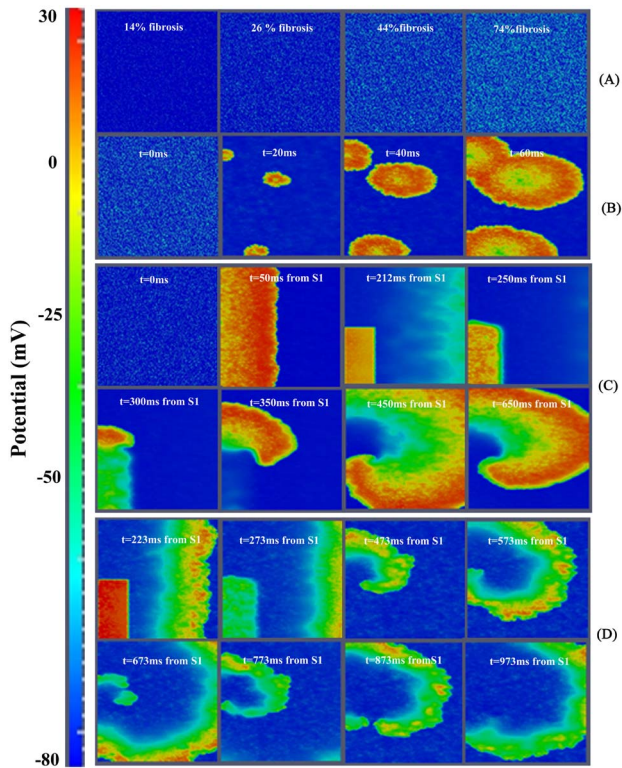 30
0
-25
-50
-80
Potential (mV)
14% fibrosis
26 % fibrosis
44%fibrosis
74%fibrosis
(A)
t=0ms
t=20ms
t=40ms
t=60ms
(B)
t=0ms
t=50ms from S1
t=212ms from S1
t=250ms from S1
(C)
t=300ms from S1
t=350ms from S1
t=450ms from S1
t=650ms from S1
t=223ms from S1
t=273ms from S1
t=473ms from S1
t=573ms from S1
(D)
t=673ms from S1
t=773ms from S1
t=873ms fromS1
t=973ms from S1